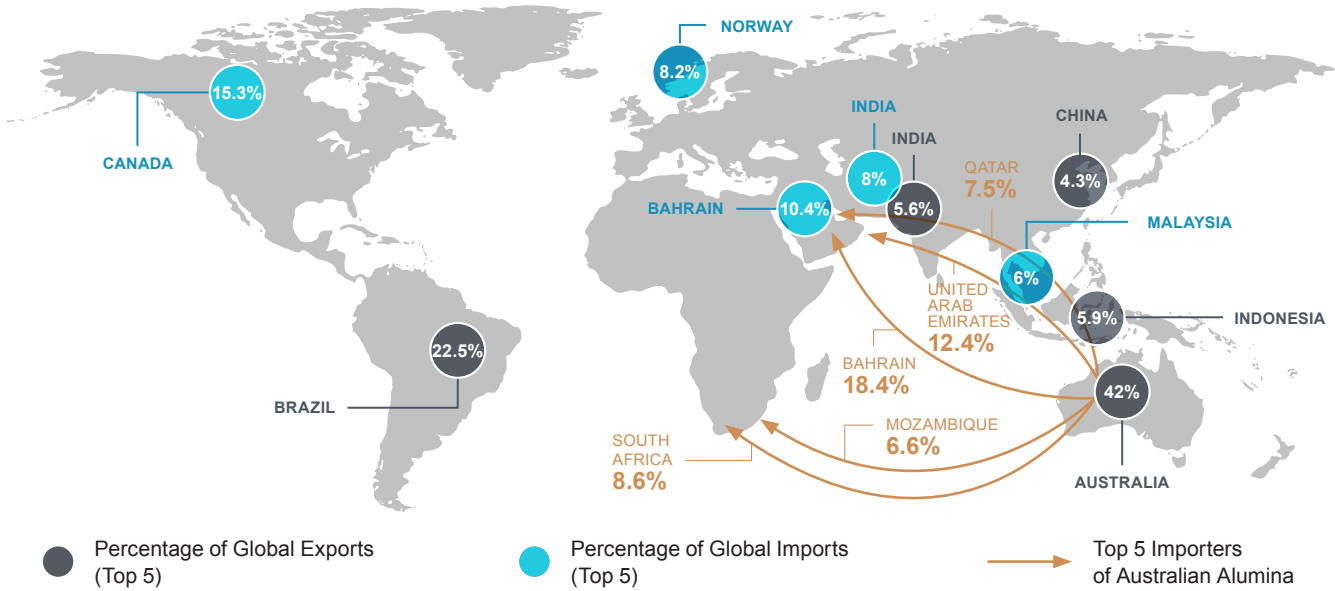 NORWAY
8.2%
15.3%
CANADA
INDIA
8%
INDIA
5.6%
CHINA
4.3%
QATAR
7.5%
BAHRAIN
10.4%
MALAYSIA
6%
UNITED
ARAB
EMIRATES
12.4%
5.9%
INDONESIA
22.5%
BRAZIL
BAHRAIN
18.4%
42%
AUSTRALIA
MOZAMBIQUE
6.6%
SOUTH
AFRICA
8.6%
Percentage of Global Exports
(Top 5)
Percentage of Global Imports
(Top 5)
Top 5 Importers
of Australian Alumina